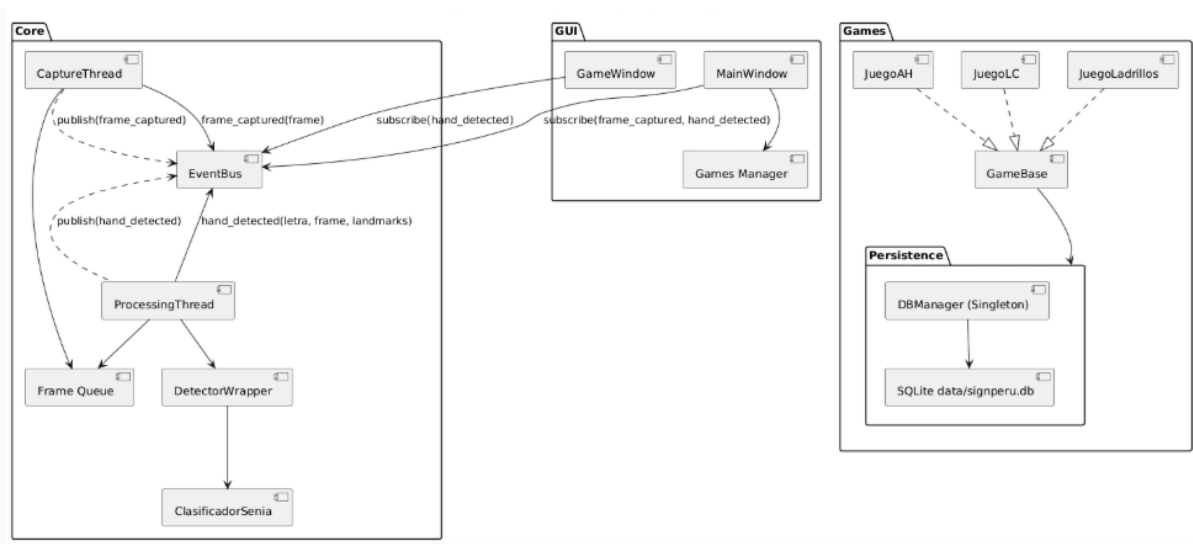 Core
GUI
Games
CaptureThread
GameWindow
MainWindow
JuegoAH
JuegoLC
JuegoLadrillos
publish(frame_captured)
frame_captured(frame)
subscribe(hand_detected)
subscribe(frame_captured, hand_detected)
EventBus
Games Manager
GameBase
publish(hand_detected)
hand_detected(letra, frame, landmarks)
Persistence
ProcessingThread
DBManager (Singleton)
Frame Queue
DetectorWrapper
SQLite data/signperu.db
ClasificadorSenia